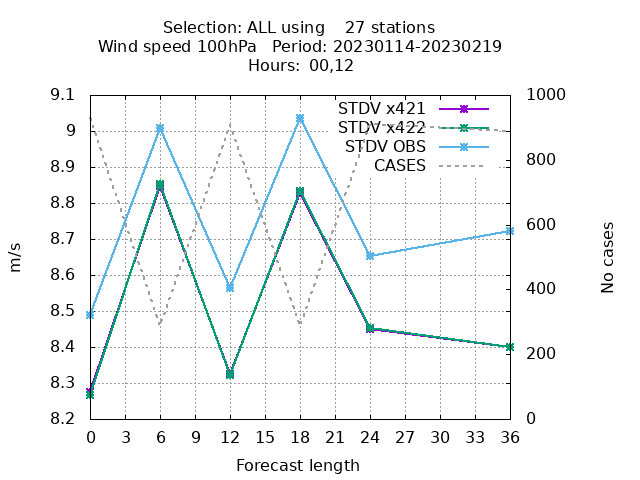 Selection: ALL using    27 stations
Wind speed 100hPa   Period: 20230114-20230219
Hours: 00,12
STDV x421
STDV x422
STDV OBS
CASES
9.1
9
8.9
8.8
8.7
8.6
8.5
8.4
8.3
8.2
1000
800
600
400
200
0
m/s
No cases
0 3 6 9 12 15 18 21 24 27 30 33 36
Forecast length